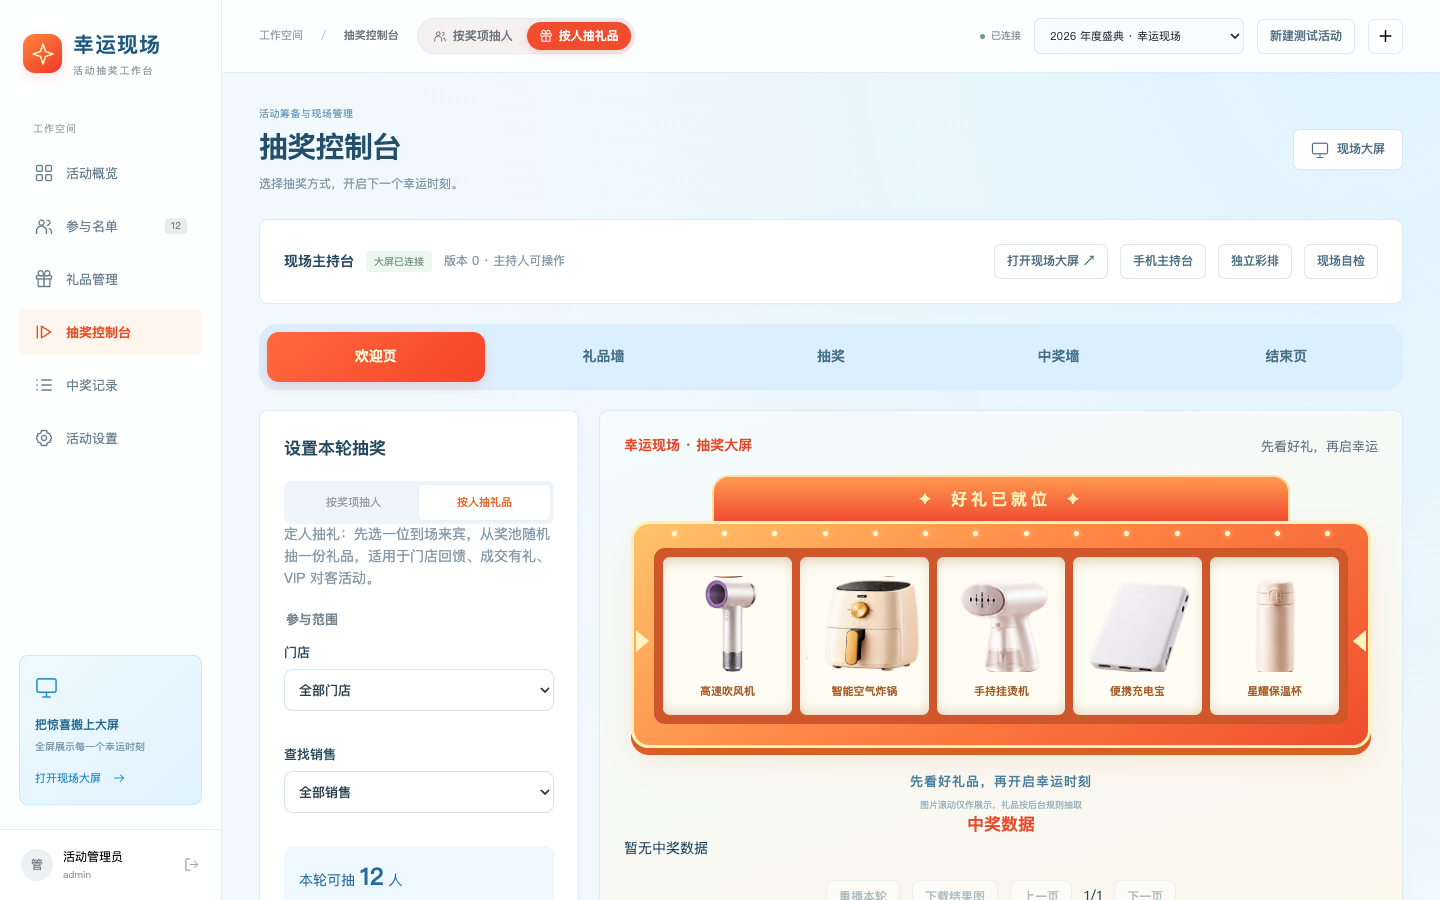 幸运现场
活动抽奖工作台
工作空间
活动概览
参与名单
12
礼品管理
抽奖控制台
中奖记录
活动设置
把惊喜搬上大屏
全屏展示每一个幸运时刻
打开现场大屏 →
管
活动管理员
admin
工作空间 / 抽奖控制台
按奖项抽人
按人抽礼品
已连接
2026 年度盛典 · 幸运现场
新建测试活动
+
活动筹备与现场管理
抽奖控制台
选择抽奖方式，开启下一个幸运时刻。
现场大屏
现场主持台
大屏已连接
版本 0 · 主持人可操作
打开现场大屏 ↗
手机主持台
独立彩排
现场自检
欢迎页
礼品墙
抽奖
中奖墙
结束页
设置本轮抽奖
按奖项抽人
按人抽礼品
定人抽礼：先选一位到场来宾，从奖池随机
抽一份礼品，适用于门店回馈、成交有礼、
VIP 对客活动。
参与范围
门店
全部门店
查找销售
全部销售
本轮可抽 12 人
幸运现场 · 抽奖大屏
先看好礼，再启幸运
✦ 好礼已就位 ✦
高速吹风机
智能空气炸锅
手持挂烫机
便携充电宝
星耀保温杯
先看好礼品，再开启幸运时刻
图片滚动仅作展示，礼品按后台规则抽取
中奖数据
暂无中奖数据
重播本轮
下载结果图
上一页
1/1
下一页